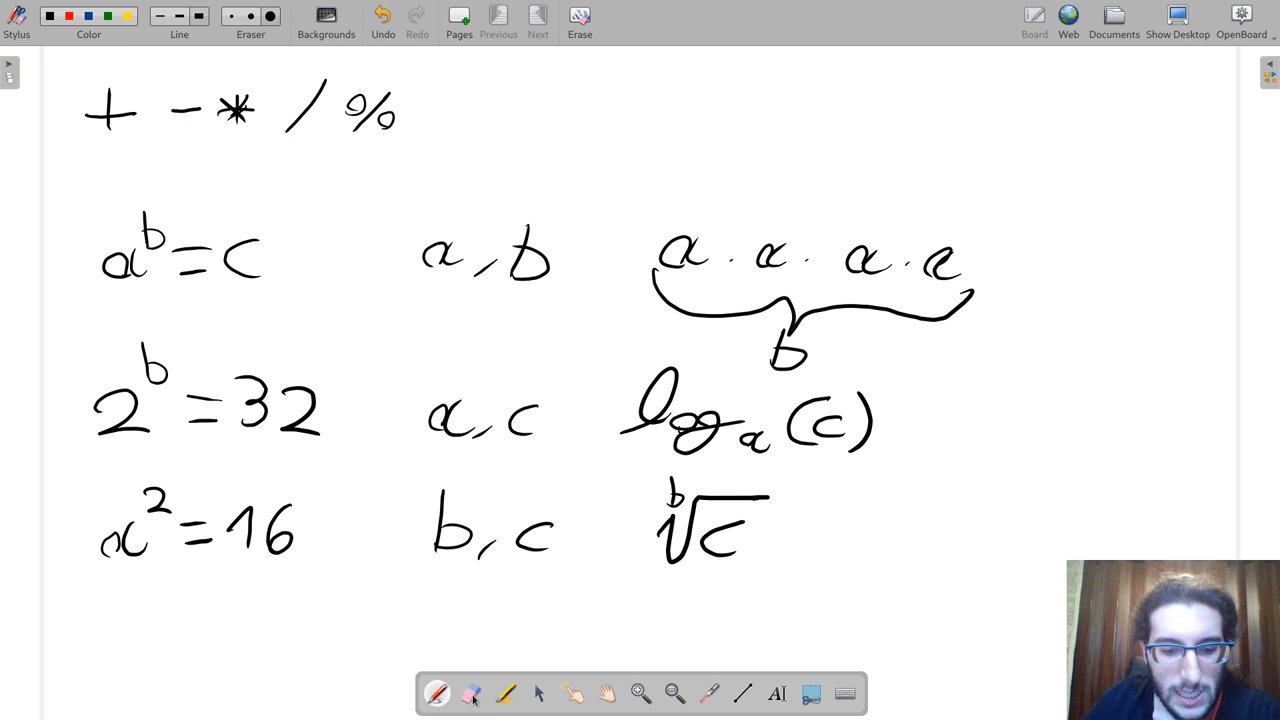 Stylus Color Line Eraser Backgrounds Undo Redo Pages Previous Next Erase Board Web Documents Show Desktop OpenBoard
+ - * / %
a^b = c a, b a · a · a · a
b
2^b = 32 a, c log_a (c)
a^2 = 16 b, c ᵇ√c
AI